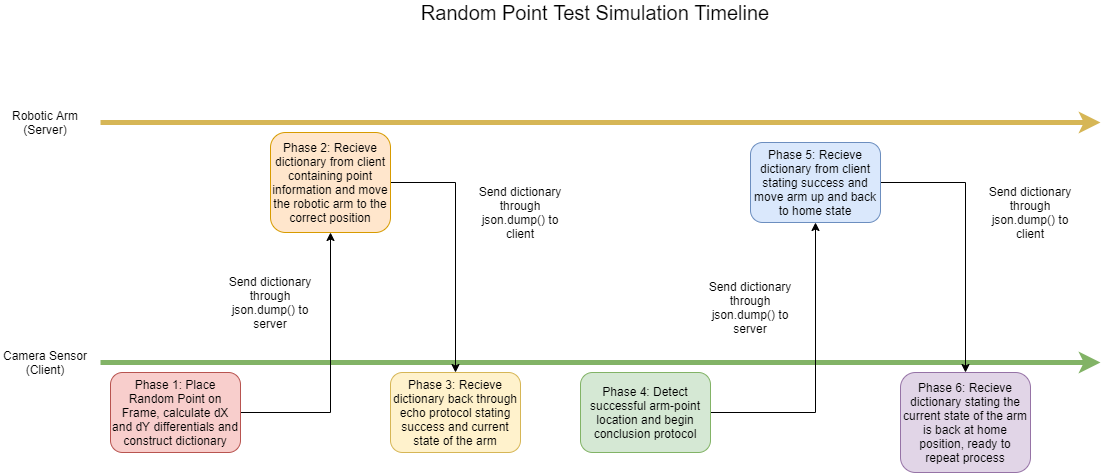 Random Point Test Simulation Timeline
Robotic Arm
(Server)
Phase 2: Recieve
dictionary from client
containing point
information and move
the robotic arm to the
correct position
Phase 5: Recieve
dictionary from client
stating success and
move arm up and back
to home state
Send dictionary
through
json.dump() to
client
Send dictionary
through
json.dump() to
client
Send dictionary
through
json.dump() to
server
Send dictionary
through
json.dump() to
server
Camera Sensor
(Client)
Phase 1: Place
Random Point on
Frame, calculate dX
and dY differentials and
construct dictionary
Phase 3: Recieve
dictionary back through
echo protocol stating
success and current
state of the arm
Phase 4: Detect
successful arm-point
location and begin
conclusion protocol
Phase 6: Recieve
dictionary stating the
current state of the arm
is back at home
position, ready to
repeat process